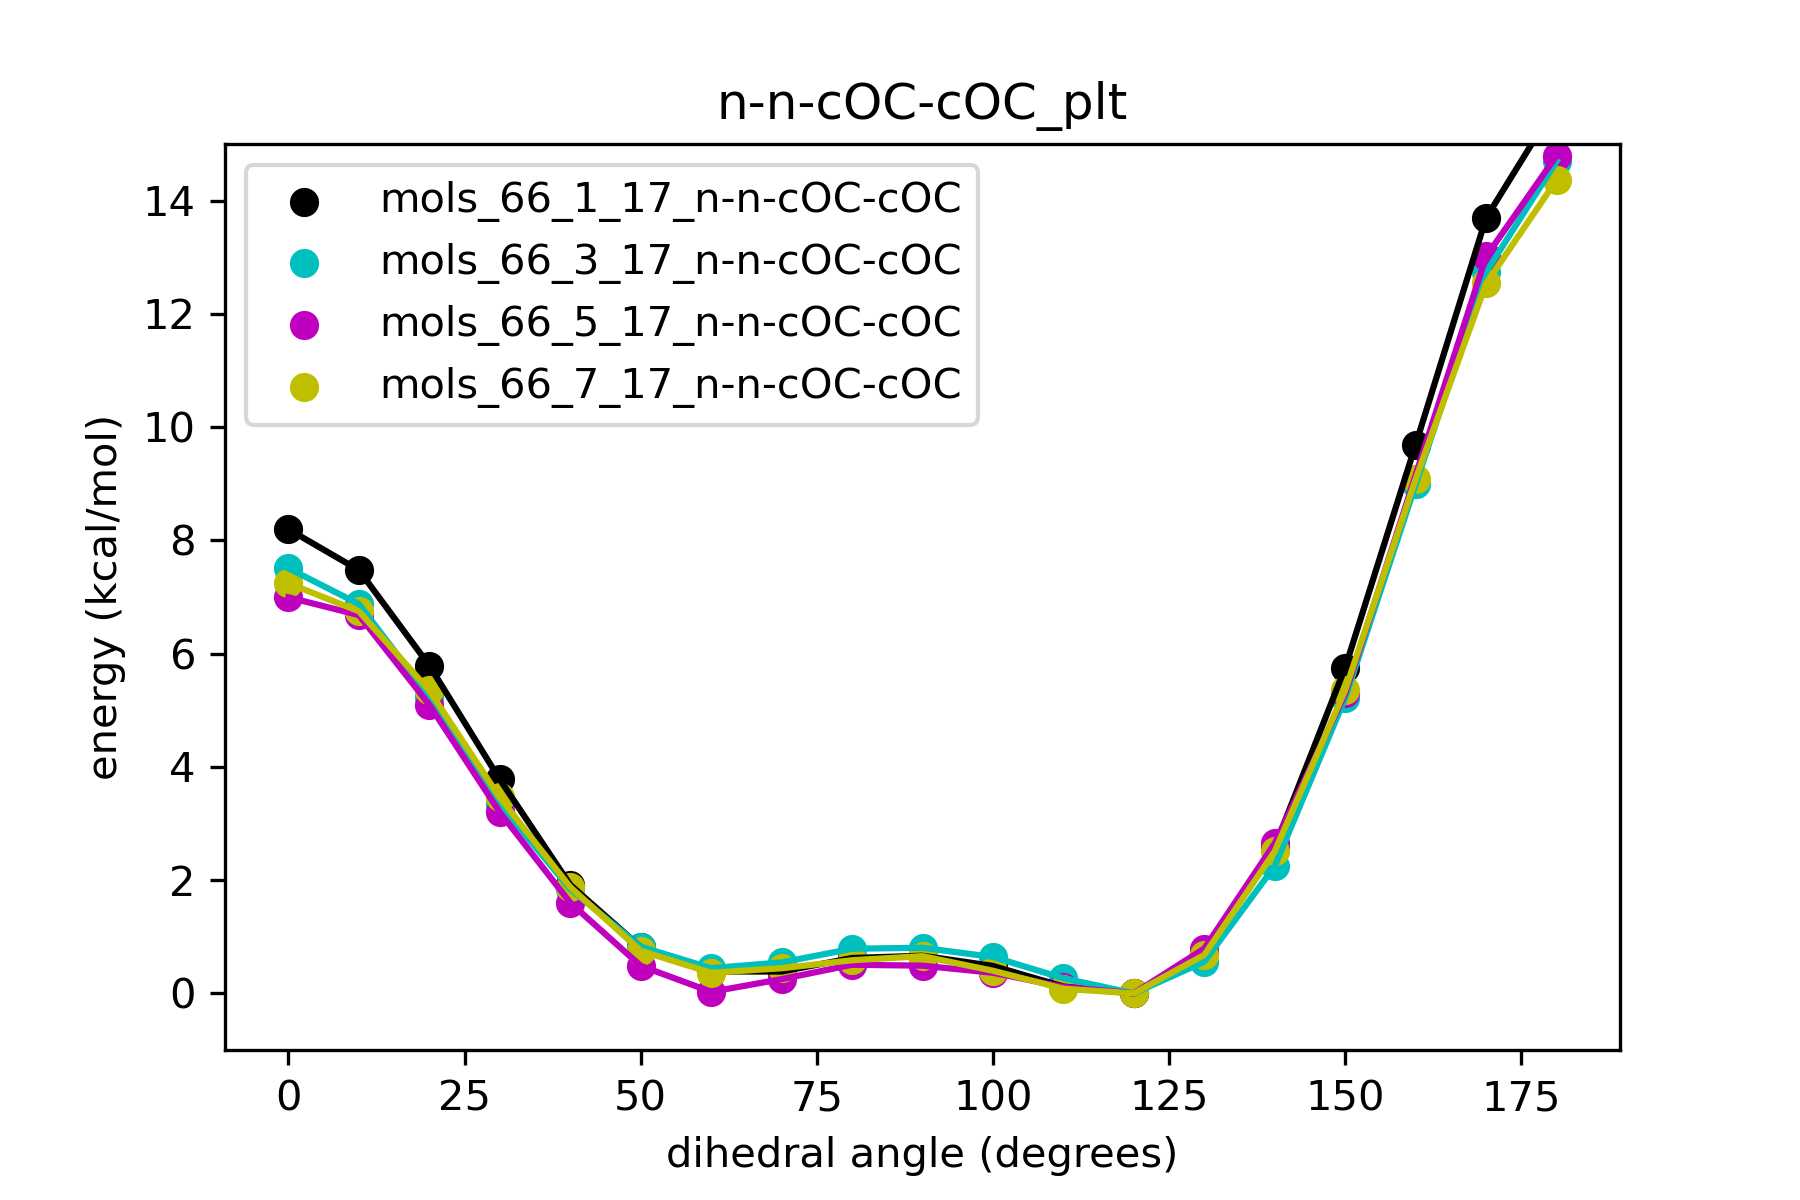 n-n-cOC-cOC_plt
mols_66_1_17_n-n-cOC-cOC
mols_66_3_17_n-n-cOC-cOC
mols_66_5_17_n-n-cOC-cOC
mols_66_7_17_n-n-cOC-cOC
energy (kcal/mol)
14
12
10
8
6
4
2
0
0 25 50 75 100 125 150 175
dihedral angle (degrees)